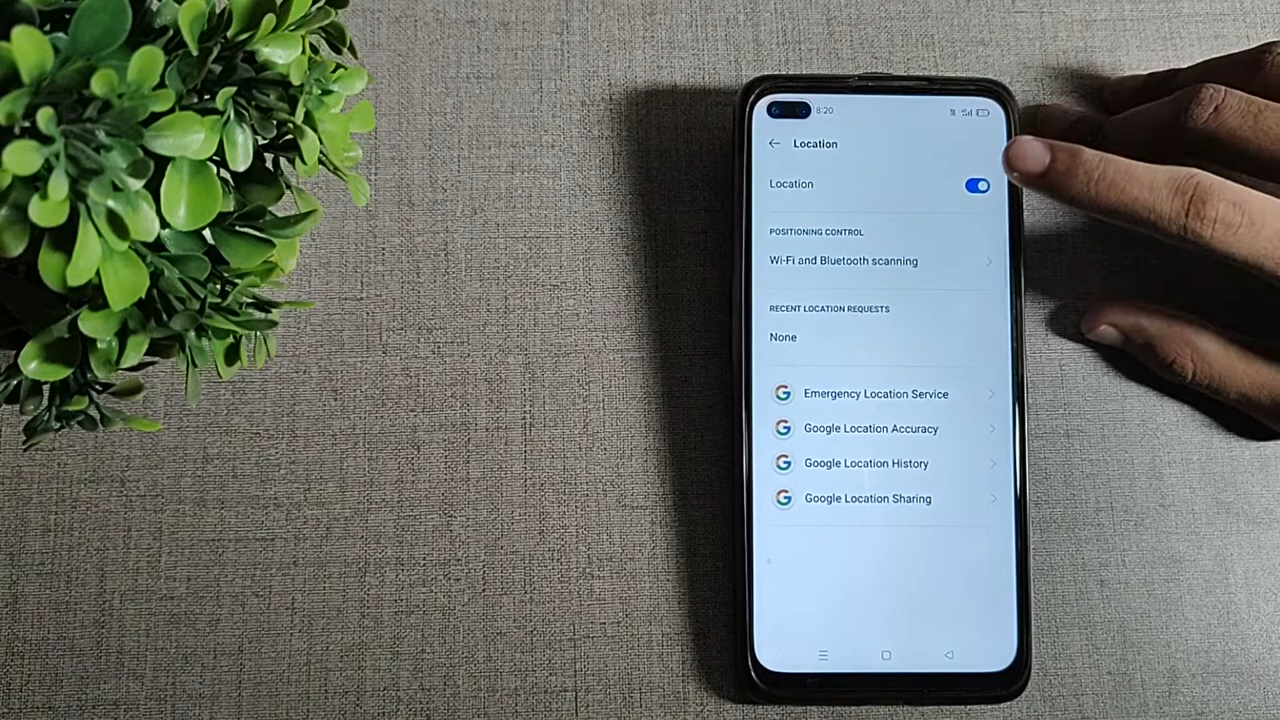 8:20
Location
Location
POSITIONING CONTROL
Wi-Fi and Bluetooth scanning
RECENT LOCATION REQUESTS
None
Emergency Location Service
Google Location Accuracy
Google Location History
Google Location Sharing